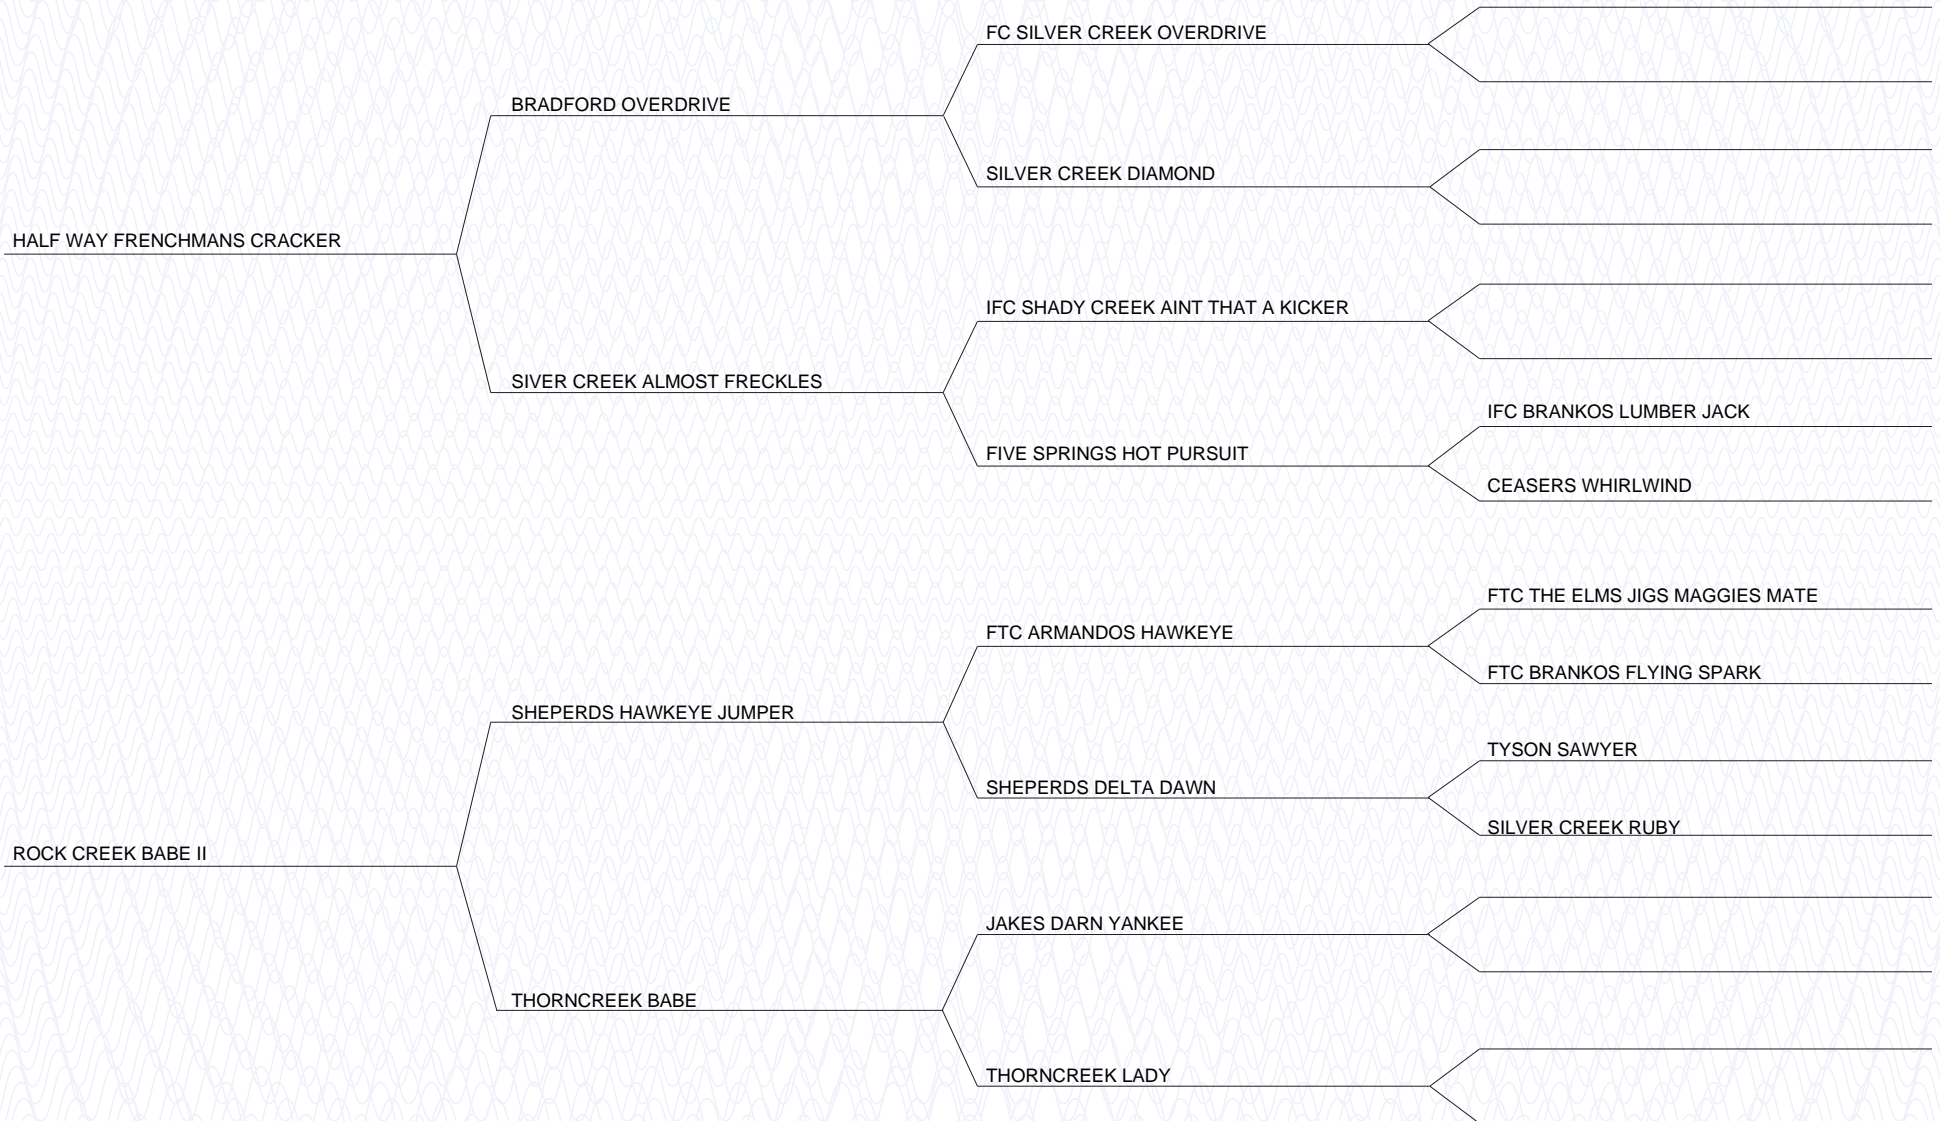 FC SILVER CREEK OVERDRIVE
BRADFORD OVERDRIVE
SILVER CREEK DIAMOND
HALF WAY FRENCHMANS CRACKER
IFC SHADY CREEK AINT THAT A KICKER
SIVER CREEK ALMOST FRECKLES
IFC BRANKOS LUMBER JACK
FIVE SPRINGS HOT PURSUIT
CEASERS WHIRLWIND
FTC THE ELMS JIGS MAGGIES MATE
FTC ARMANDOS HAWKEYE
FTC BRANKOS FLYING SPARK
SHEPERDS HAWKEYE JUMPER
TYSON SAWYER
SHEPERDS DELTA DAWN
SILVER CREEK RUBY
ROCK CREEK BABE II
JAKES DARN YANKEE
THORNCREEK BABE
THORNCREEK LADY